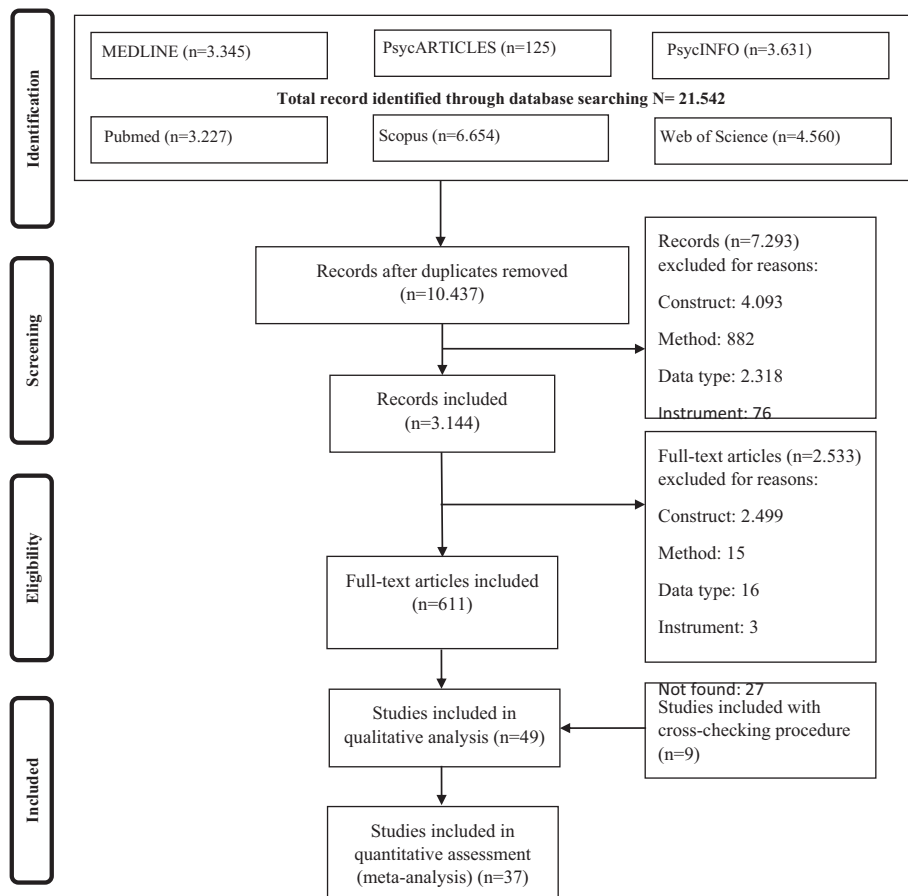 Identification
MEDLINE (n=3.345)
PsycARTICLES (n=125)
PsycINFO (n=3.631)
Total record identified through database searching N= 21.542
Pubmed (n=3.227)
Scopus (n=6.654)
Web of Science (n=4.560)
Screening
Records after duplicates removed
(n=10.437)
Records (n=7.293)
excluded for reasons:
Construct: 4.093
Method: 882
Data type: 2.318
Instrument: 76
Records included
(n=3.144)
Eligibility
Full-text articles (n=2.533)
excluded for reasons:
Construct: 2.499
Method: 15
Data type: 16
Instrument: 3
Not found: 27
Full-text articles included
(n=611)
Included
Studies included in
qualitative analysis (n=49)
Studies included with
cross-checking procedure
(n=9)
Studies included in
quantitative assessment
(meta-analysis) (n=37)